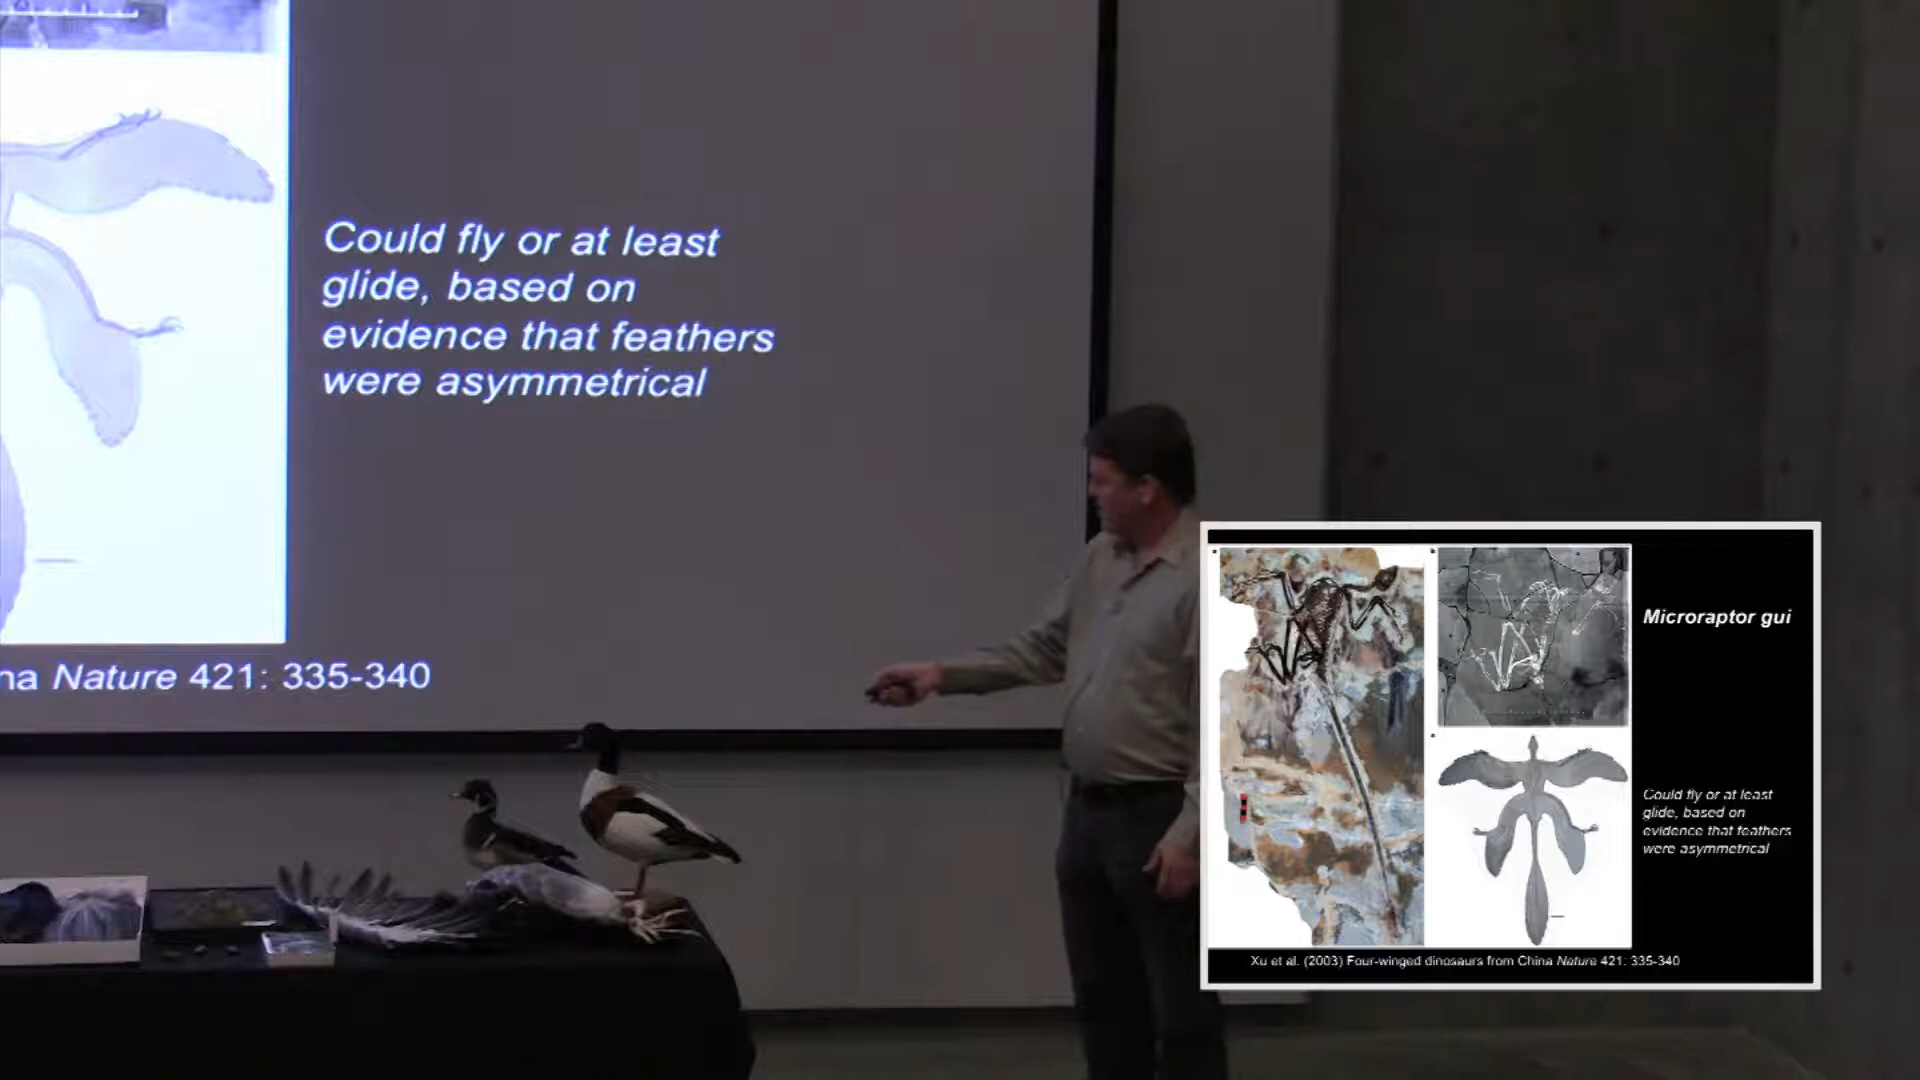 Could fly or at least
glide, based on
evidence that feathers
were asymmetrical
na Nature 421: 335-340
Microraptor gui
Could fly or at least
glide, based on
evidence that feathers
were asymmetrical
Xu et al. (2003) Four-winged dinosaurs from China Nature 421: 335-340